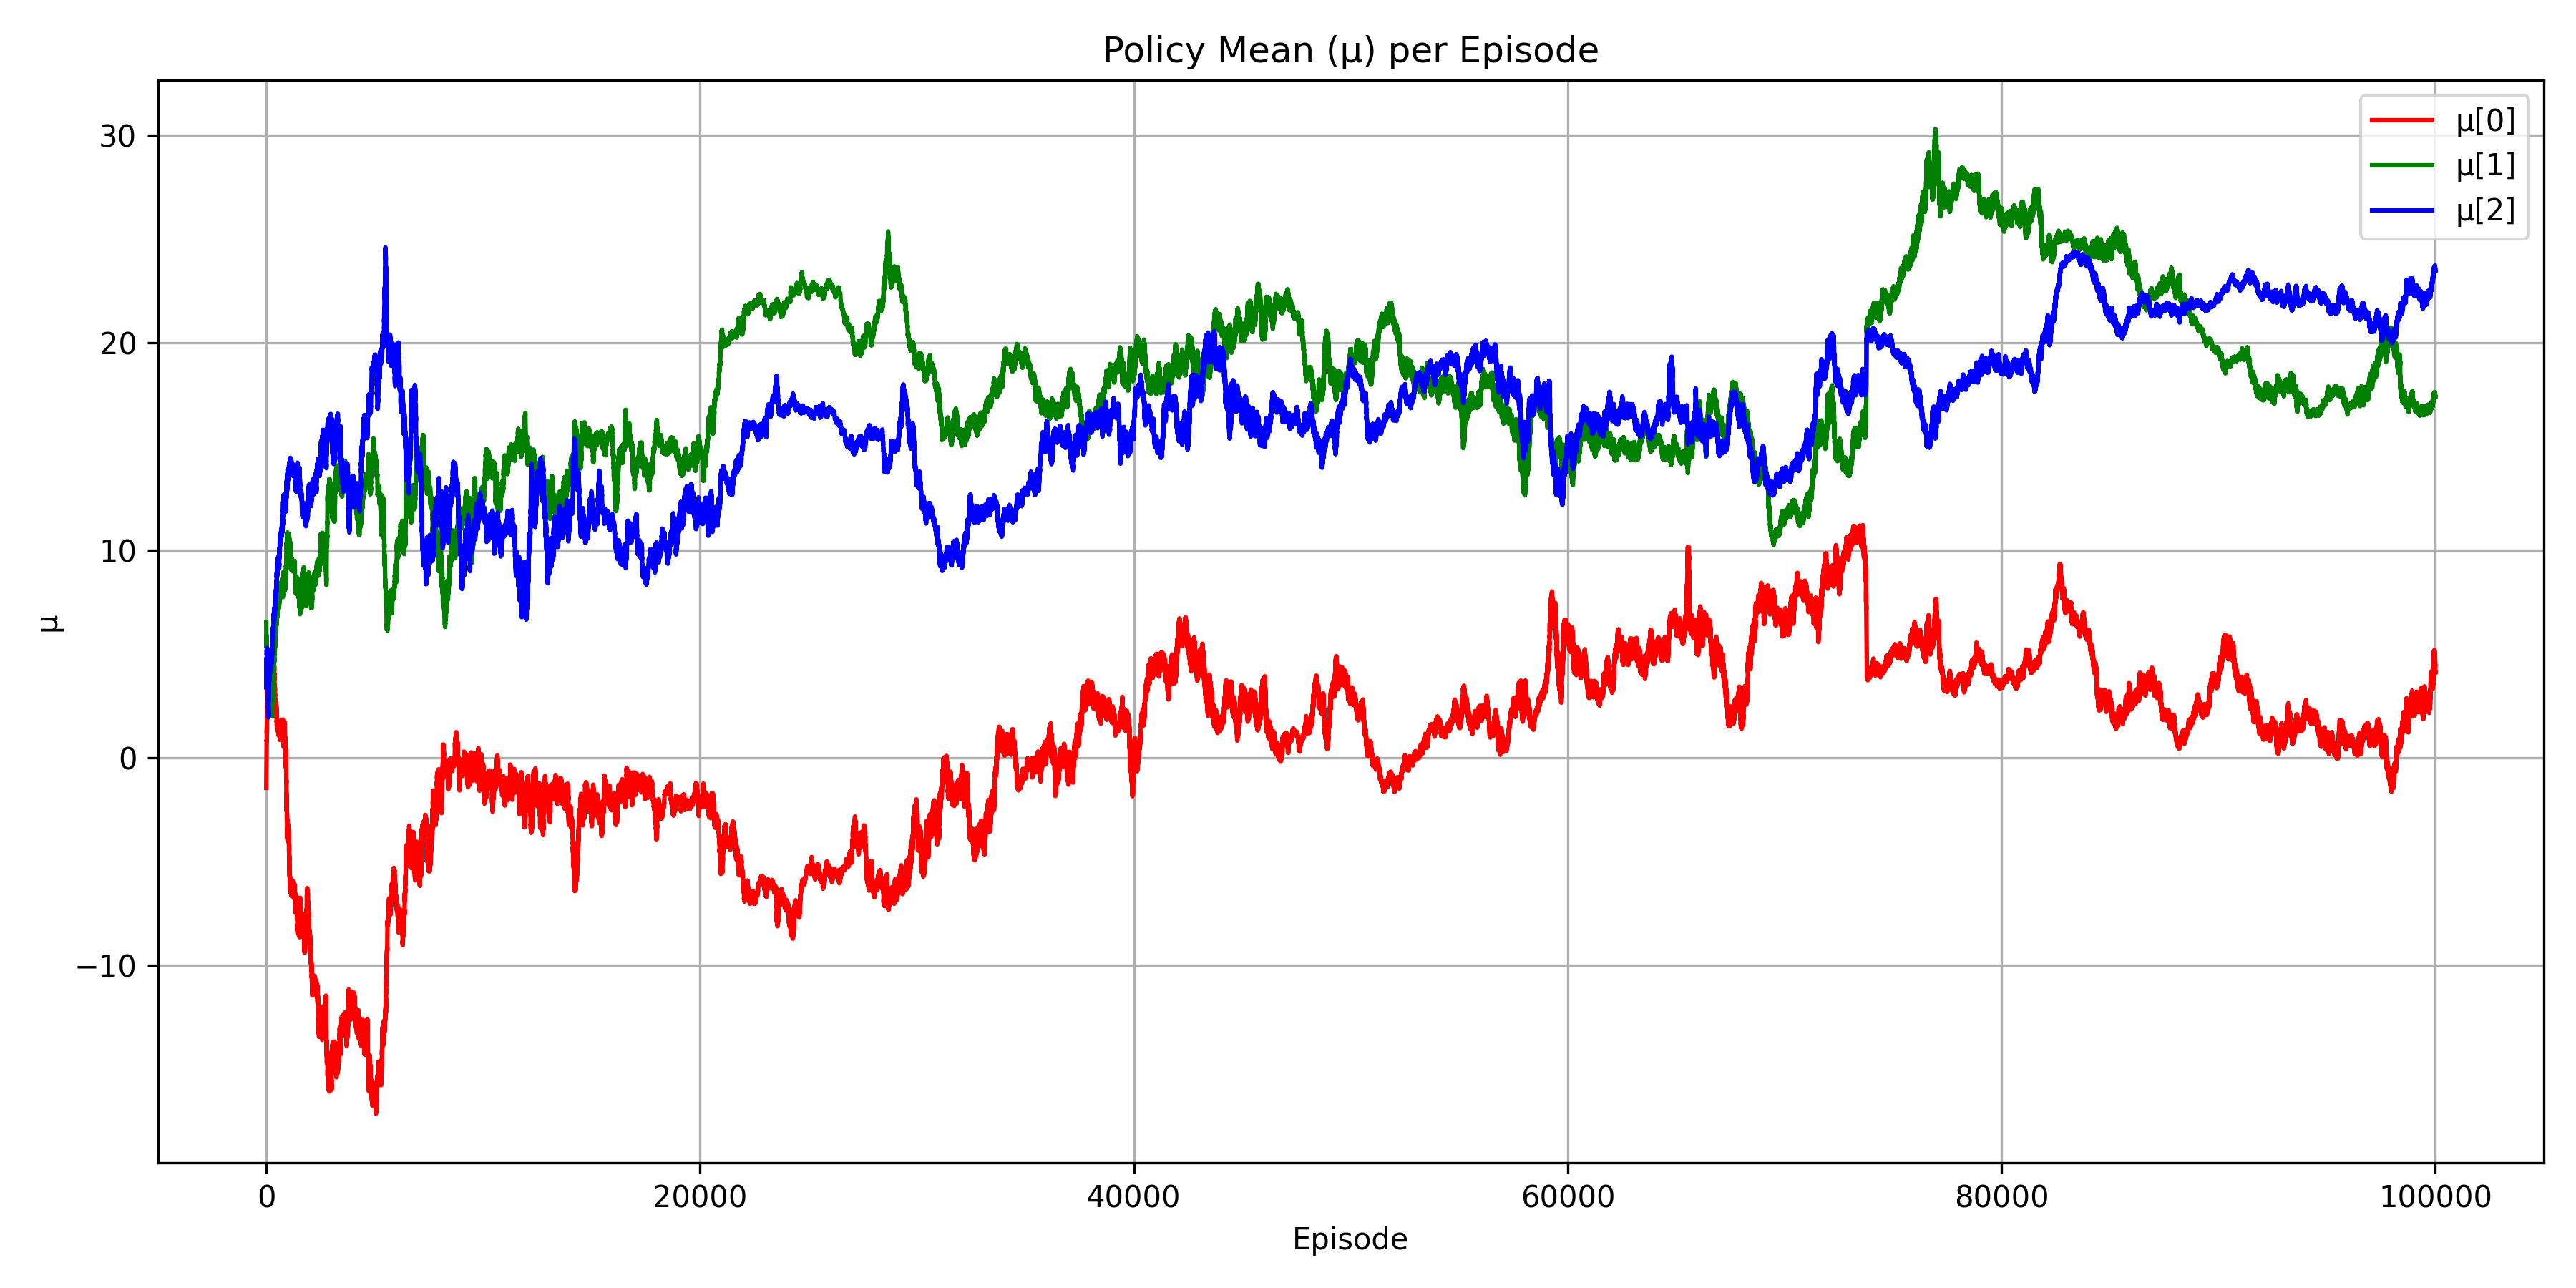 Policy Mean (μ) per Episode
30
20
10
0
−10
μ
μ[0]
μ[1]
μ[2]
0
20000
40000
60000
80000
100000
Episode